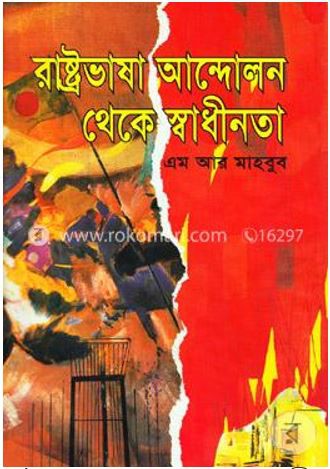 রাষ্ট্রভাষা আন্দোলন
থেকে স্বাধীনতা
এম আর মাহবুব
www.rokomari.com 16297